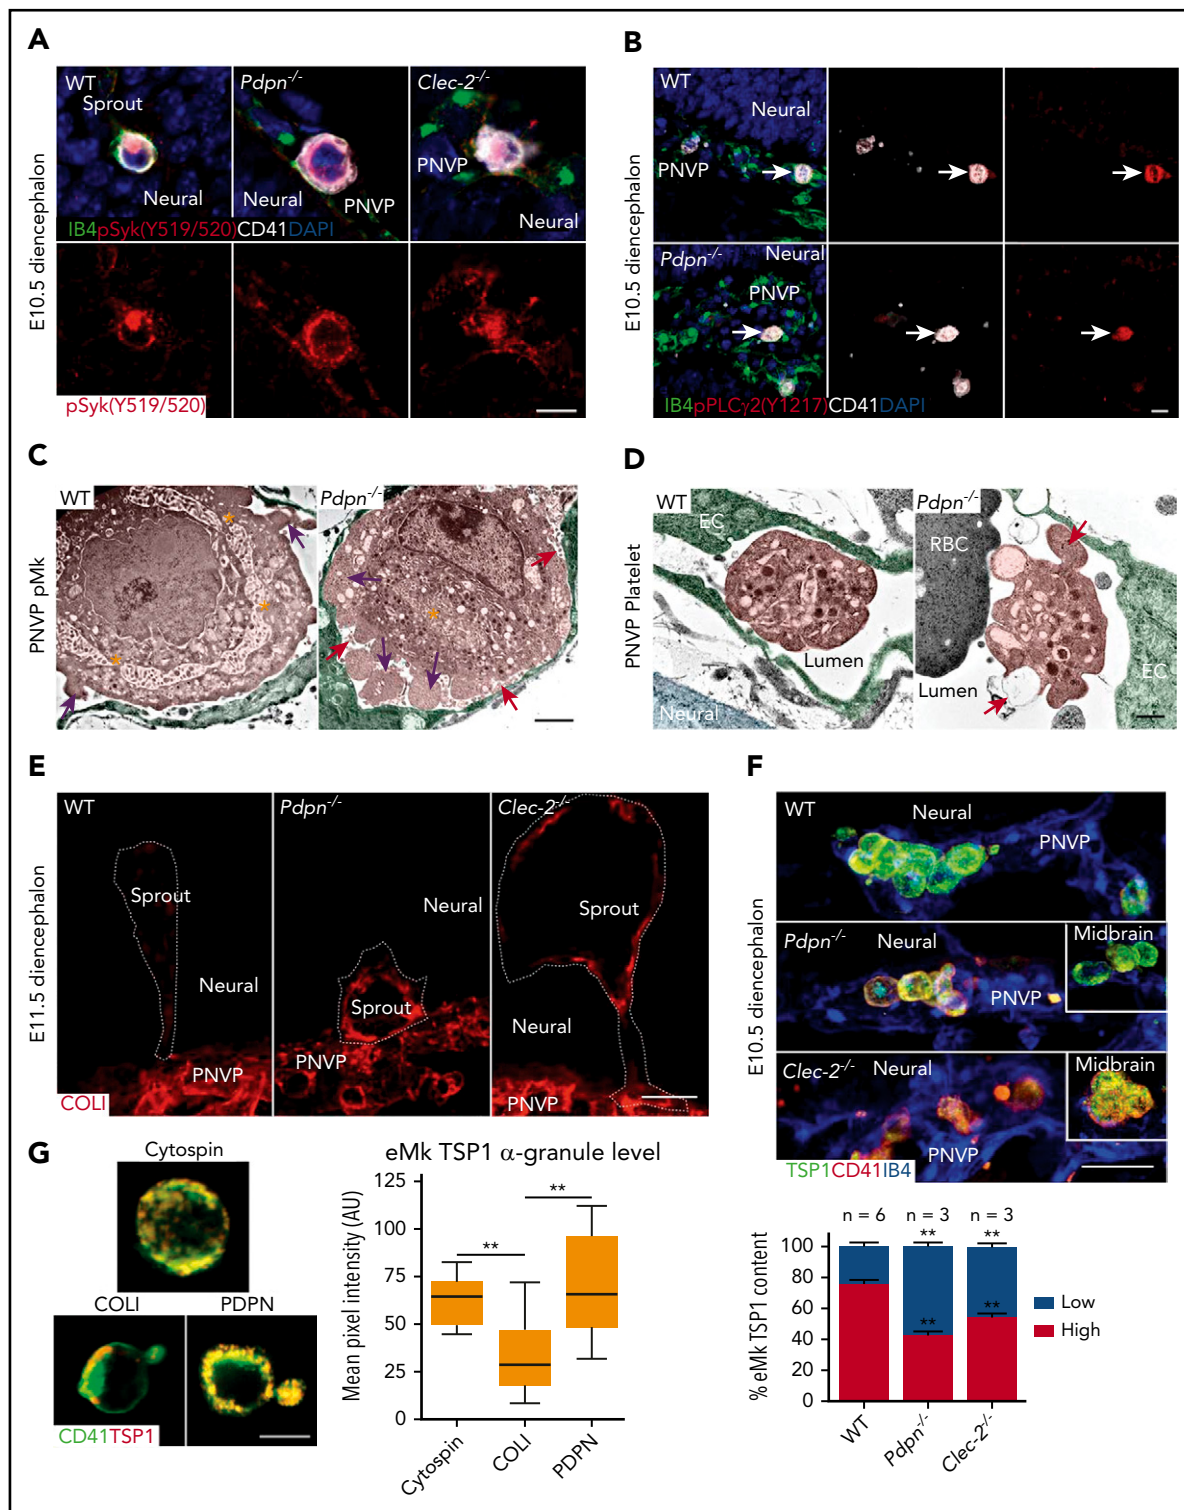 A
WT
Sprout
Neural
Pdpn-/-
Neural
PNVP
Clec-2-/-
PNVP
Neural
IB4pSyk(Y519/520)CD41DAPI
pSyk(Y519/520)
E10.5 diencephalon
B
WT
Neural
PNVP
Pdpn-/-
Neural
PNVP
IB4pPLCγ2(Y1217)CD41DAPI
E10.5 diencephalon
C
WT
Pdpn-/-
PNVP pMk
D
WT
EC
Lumen
Neural
Pdpn-/-
RBC
Lumen
EC
PNVP Platelet
E
WT
Sprout
Neural
PNVP
COLI
Pdpn-/-
Neural
Sprout
PNVP
Clec-2-/-
Sprout
Neural
PNVP
E11.5 diencephalon
F
WT
Neural
PNVP
Pdpn-/-
Neural
Midbrain
PNVP
Clec-2-/-
Neural
Midbrain
PNVP
TSP1CD41IB4
E10.5 diencephalon
n = 6 n = 3 n = 3
** **
** **
100
80
60
40
20
0
% eMk TSP1 content
WT
Pdpn-/-
Clec-2-/-
Low
High
G
Cytospin
COLI
PDPN
CD41TSP1
eMk TSP1 α-granule level
Mean pixel intensity (AU)
125
100
75
50
25
0
**
**
Cytospin
COLI
PDPN